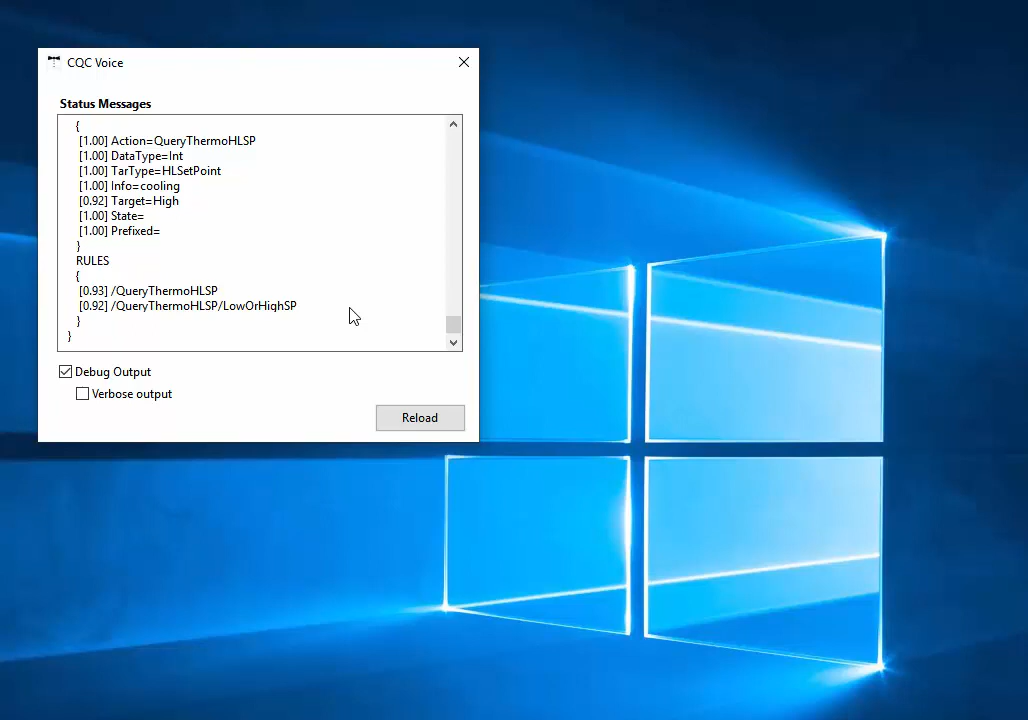 CQC Voice
Status Messages
{
[1.00] Action=QueryThermoHLSP
[1.00] DataType=Int
[1.00] TarType=HLSetPoint
[1.00] Info=cooling
[0.92] Target=High
[1.00] State=
[1.00] Prefixed=
}
RULES
{
[0.93] /QueryThermoHLSP
[0.92] /QueryThermoHLSP/LowOrHighSP
}
}
Debug Output
Verbose output
Reload